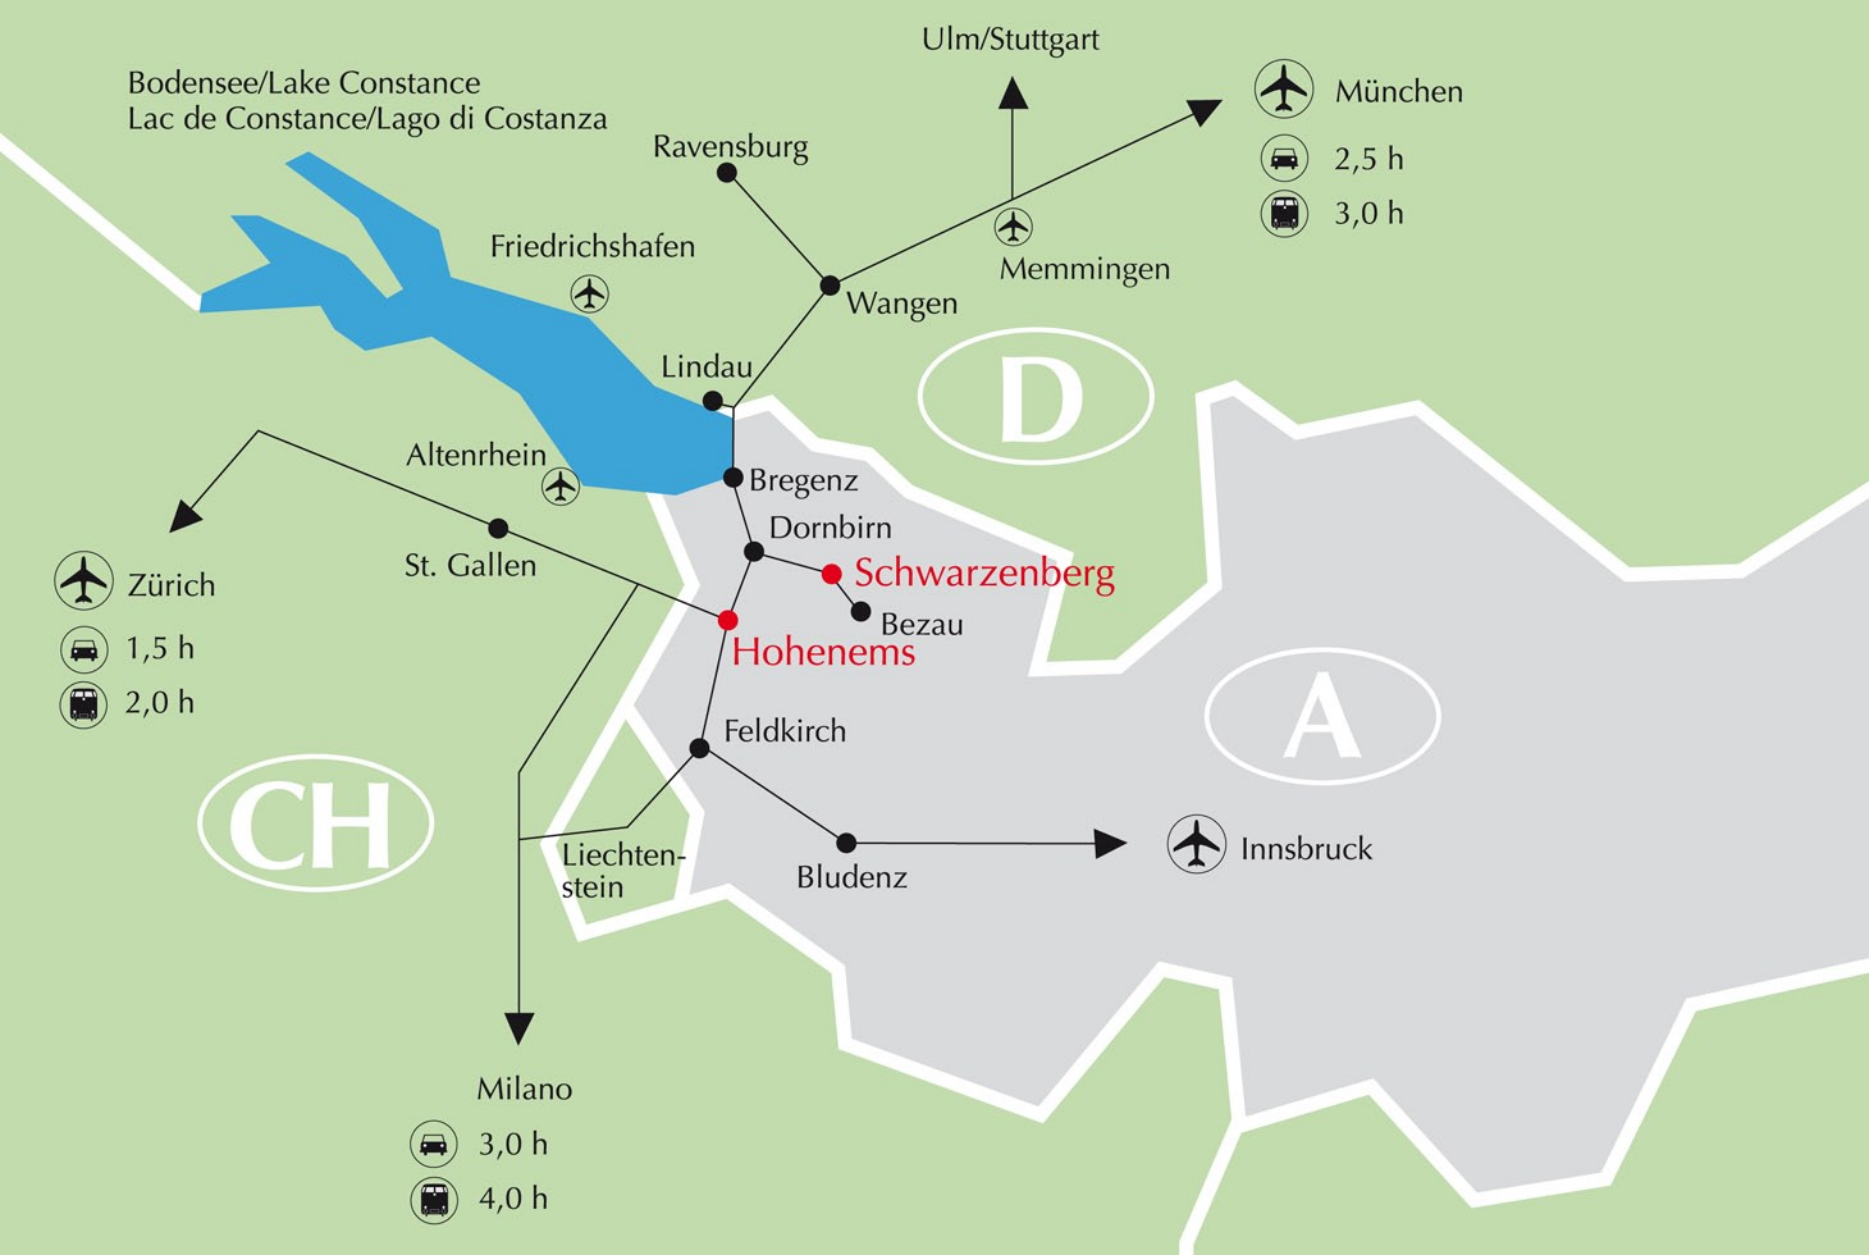 Ulm/Stuttgart
Bodensee/Lake Constance
Lac de Constance/Lago di Costanza
München
2,5 h
3,0 h
Ravensburg
Friedrichshafen
Memmingen
Wangen
Lindau
D
Altenrhein
Bregenz
Dornbirn
St. Gallen
Schwarzenberg
Zürich
Bezau
1,5 h
Hohenems
2,0 h
Feldkirch
A
CH
Liechten-
stein
Innsbruck
Bludenz
Milano
3,0 h
4,0 h